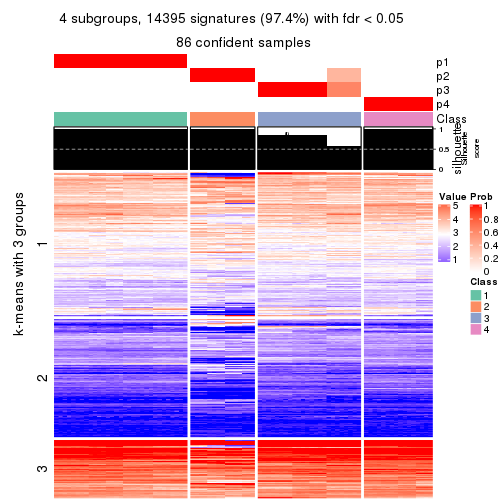 4 subgroups, 14395 signatures (97.4%) with fdr < 0.05
86 confident samples
p1
p2
p3
p4
Class
1
0.5
0
silhouette
Silhouette
score
k-means with 3 groups
1
2
3
Value
5
4
3
2
1
Prob
1
0.8
0.6
0.4
0.2
0
Class
1
2
3
4